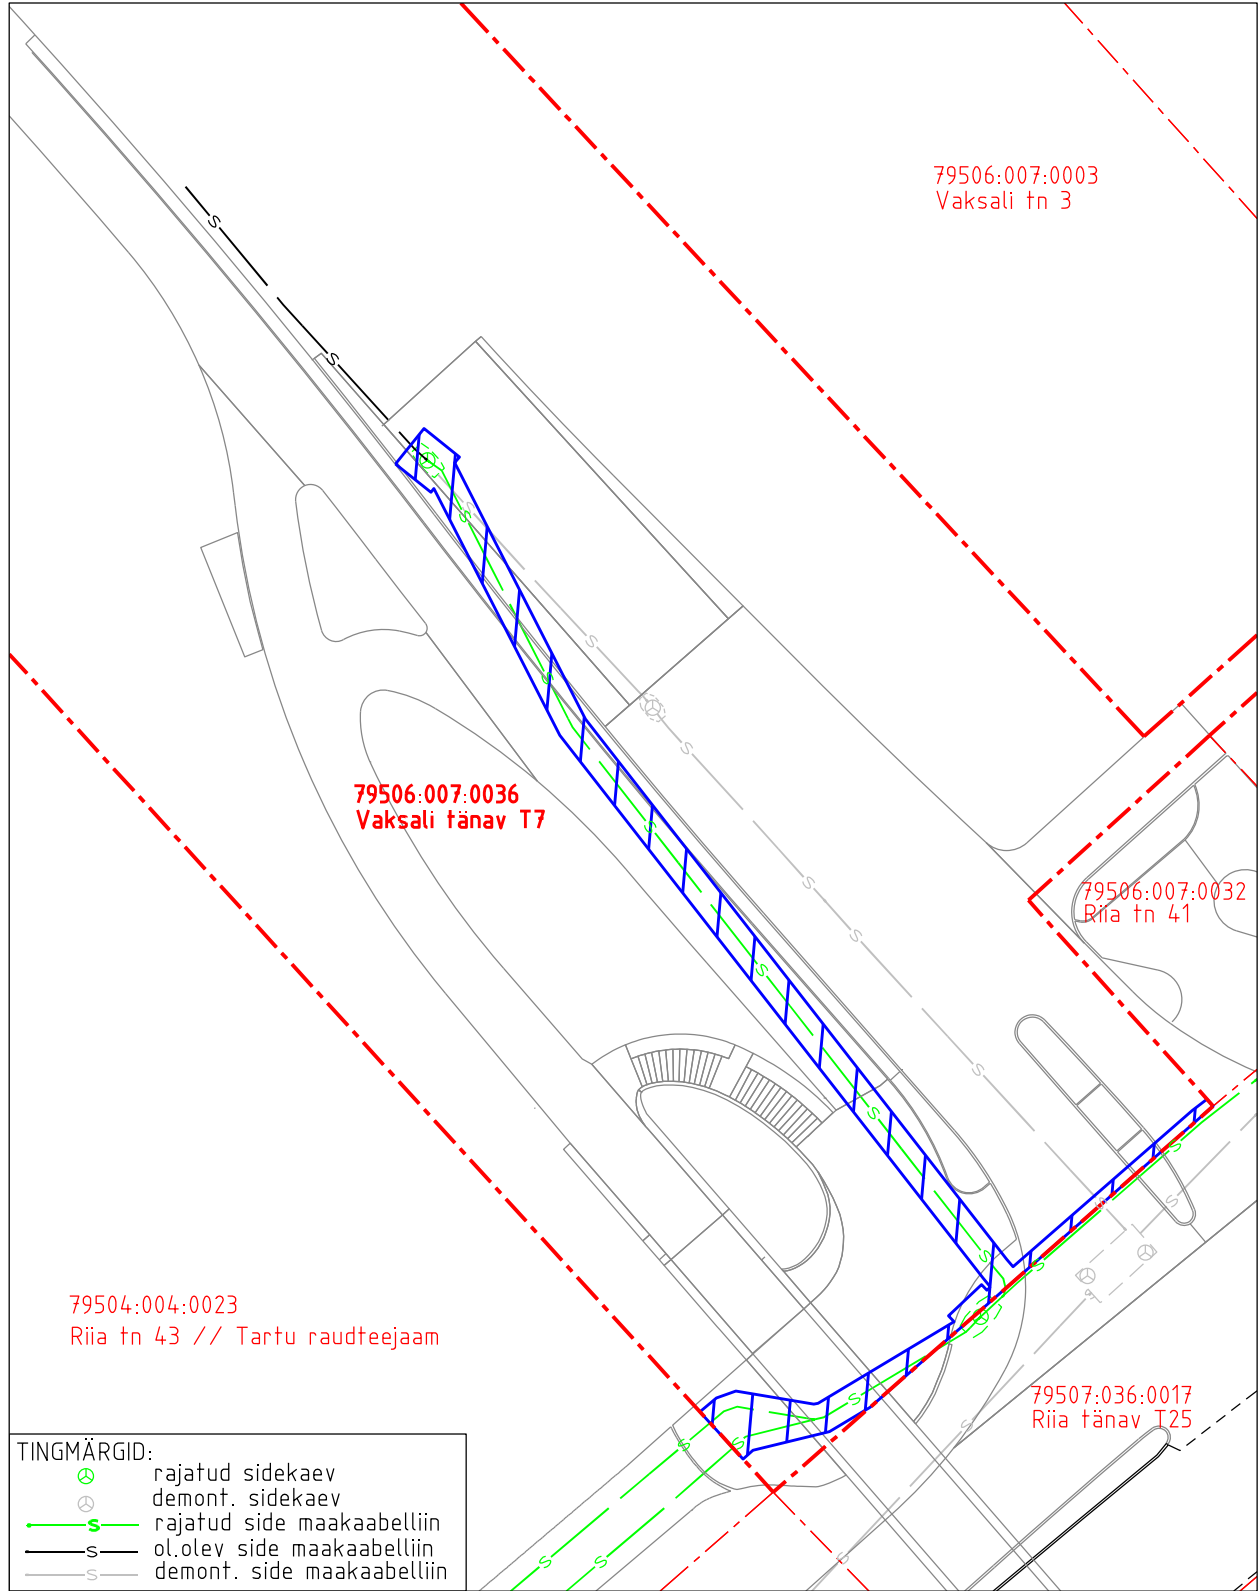 79506:007:0003
Vaksali tn 3
79506:007:0036
Vaksali tänav T7
79506:007:0032
Riia tn 41
79504:004:0023
Riia tn 43 // Tartu raudteejaam
79507:036:0017
Riia tänav T25
TINGMÄRGID:
rajatud sidekaev
demont. sidekaev
S rajatud side maakaabelliin
S ol.olev side maakaabelliin
S demont. side maakaabelliin